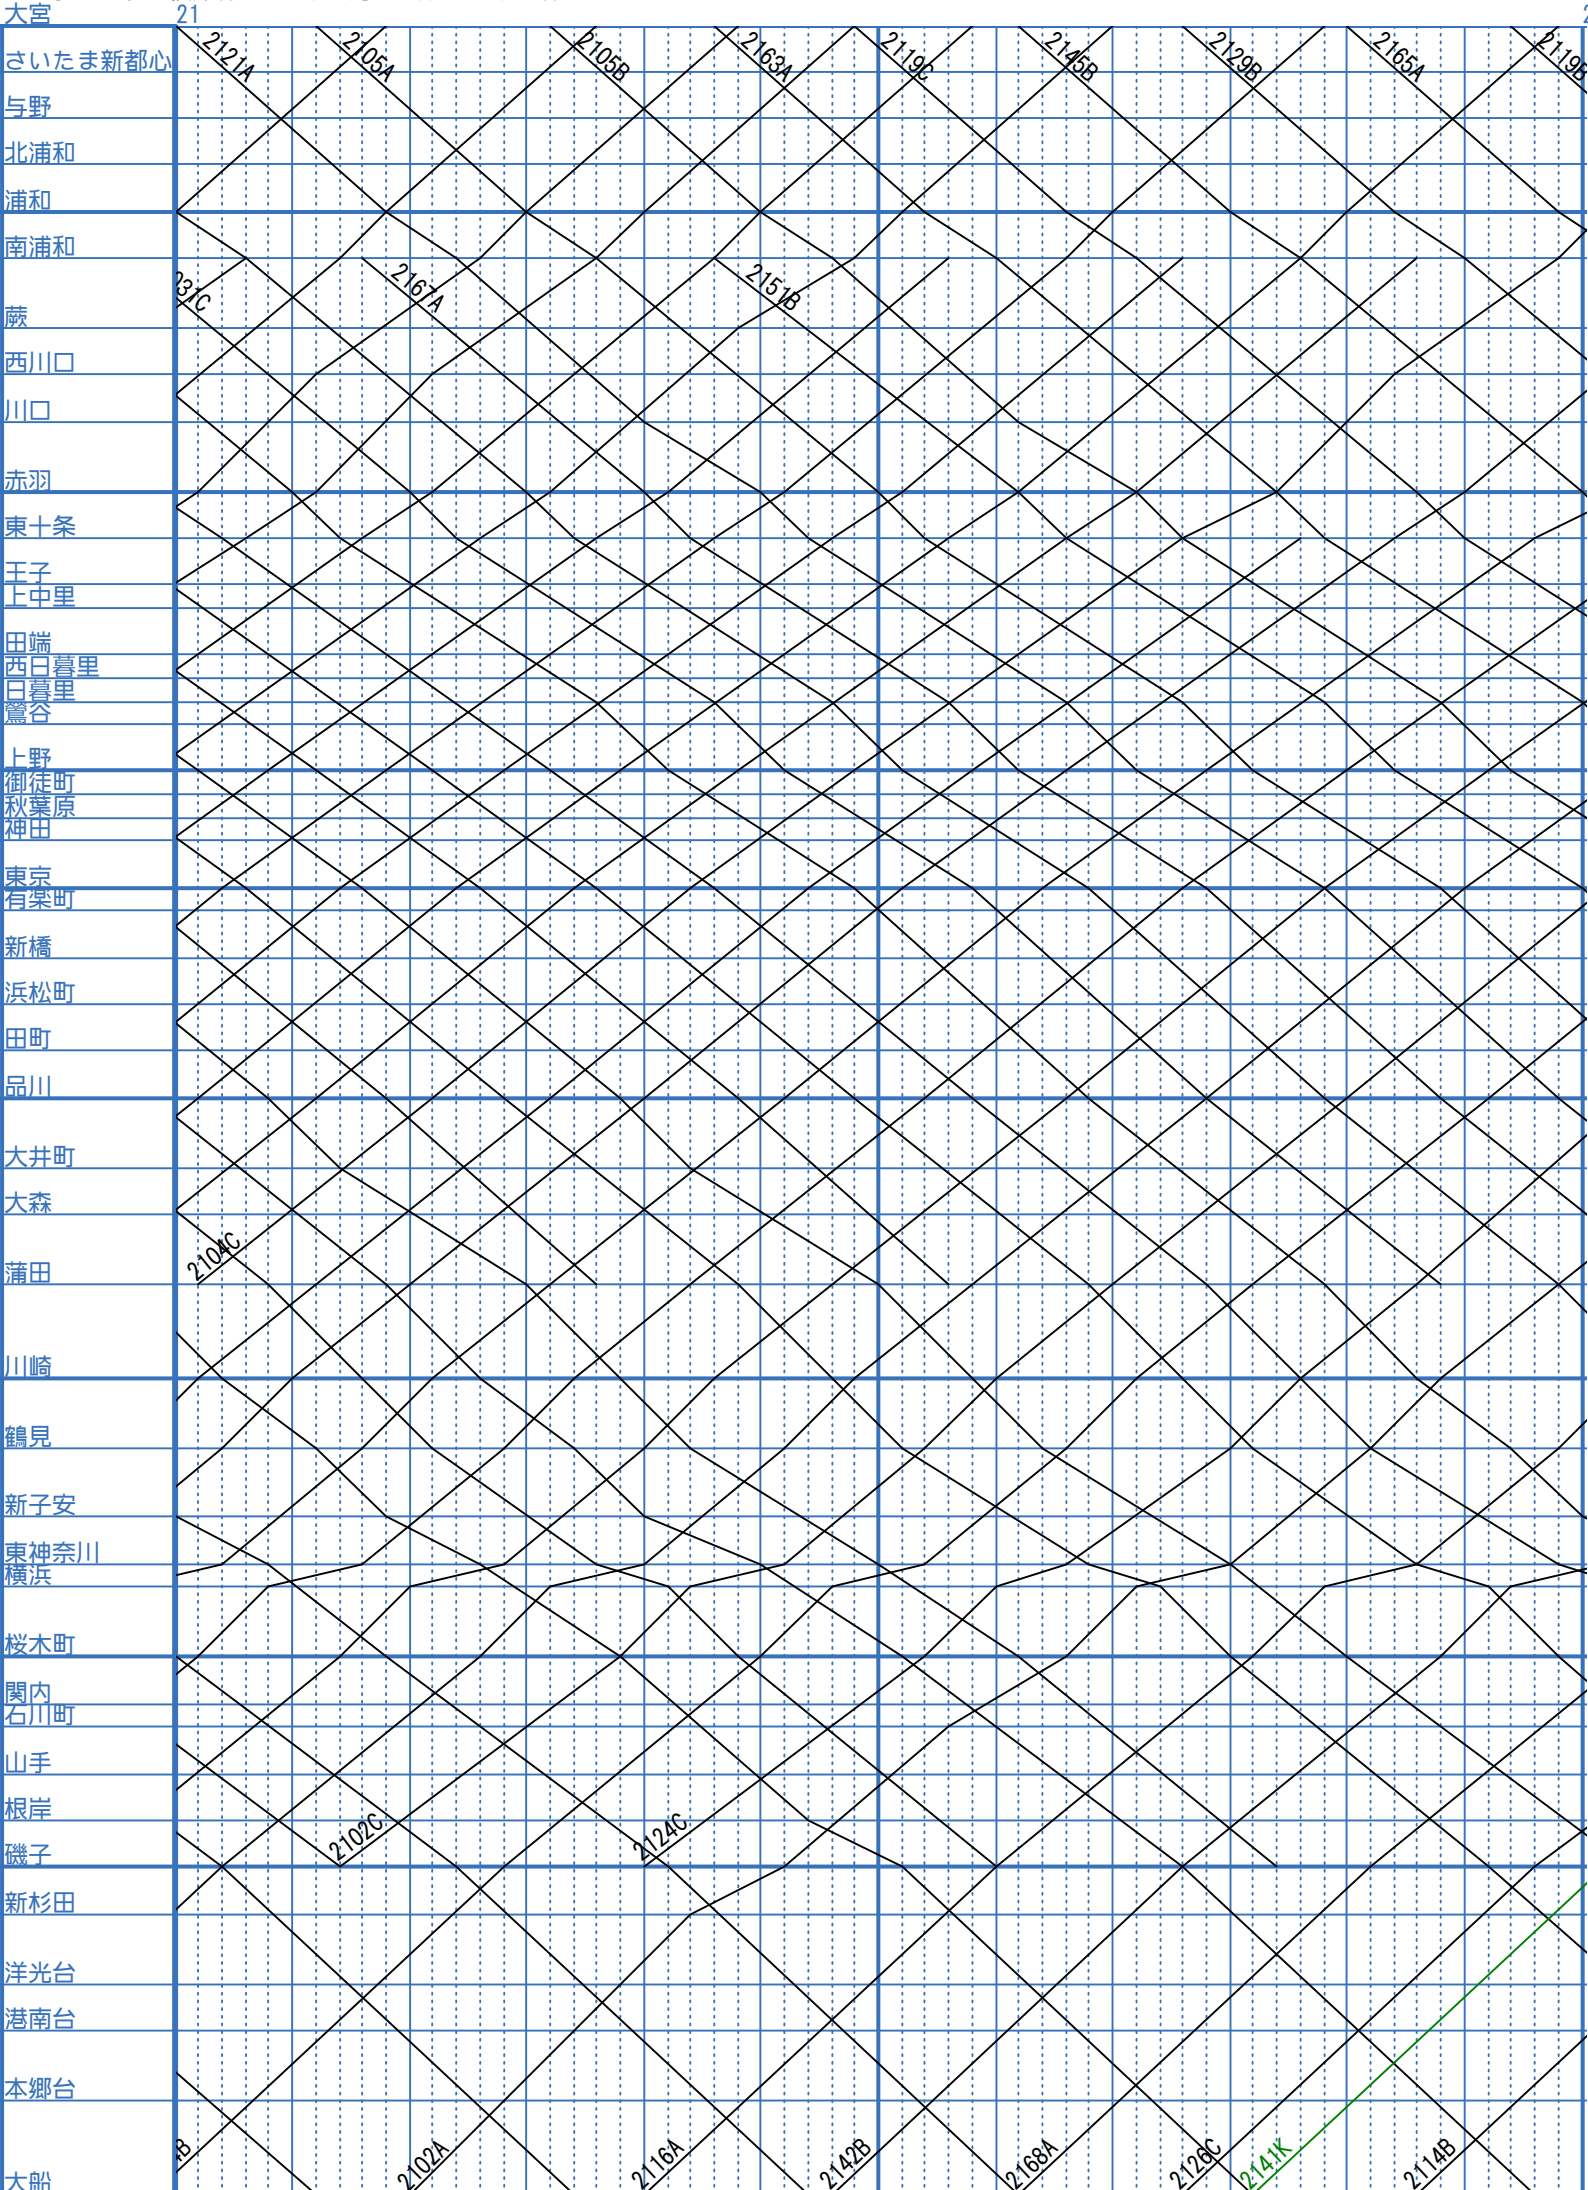 大宮
21
さいたま新都心
2121A
2105A
2105B
2163A
2119C
2145B
2129B
2165A
2119B
与野
北浦和
浦和
南浦和
031C
2167A
2151B
蕨
西川口
川口
赤羽
東十条
王子
上中里
田端
西日暮里
日暮里
鶯谷
上野
御徒町
秋葉原
神田
東京
有楽町
新橋
浜松町
田町
品川
大井町
大森
2104C
蒲田
川崎
鶴見
新子安
東神奈川
横浜
桜木町
関内
石川町
山手
根岸
2102C
2124C
磯子
新杉田
洋光台
港南台
本郷台
4B
2102A
2116A
2142B
2168A
2126C
2141K
2114B
大船